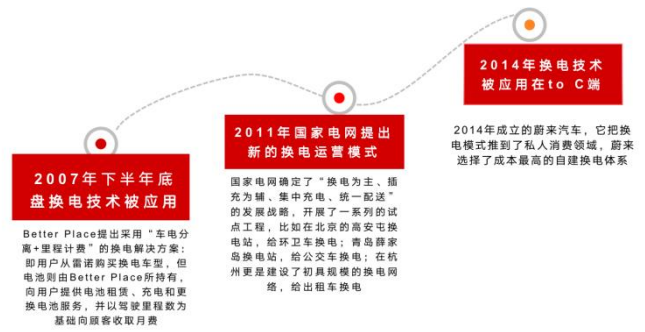 2007年下半年底
盘换电技术被应用
Better Place提出采用“车电分
离+里程计费”的换电解决方案：
即用户从雷诺购买换电车型，但
电池则由Better Place所持有，
向用户提供电池租赁、充电和更
换电池服务，并以驾驶里程数为
基础向顾客收取月费
2011年国家电网提出
新的换电运营模式
国家电网确定了“换电为主、插
充为辅、集中充电、统一配送”
的发展战略，开展了一系列的试
点工程，比如在北京的高安屯换
电站，给环卫车换电；青岛薛家
岛换电站，给公交车换电；在杭
州更是建设了初具规模的换电网
络，给出租车换电
2014年换电技术
被应用在to C端
2014年成立的蔚来汽车，它把换
电模式推到了私人消费领域，蔚来
选择了成本最高的自建换电体系